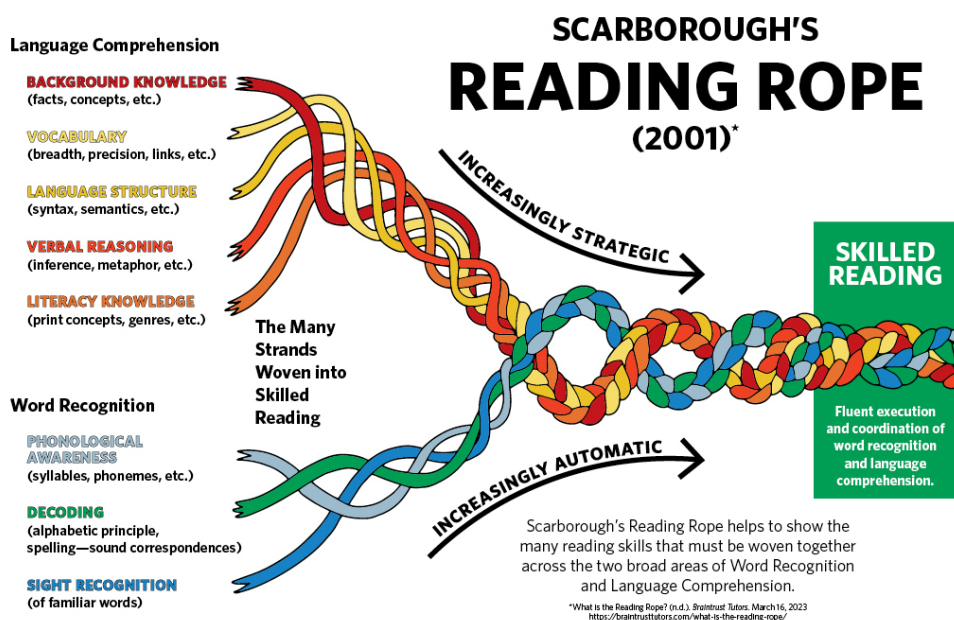 SCARBOROUGH'S
READING ROPE
(2001)*
Language Comprehension
BACKGROUND KNOWLEDGE
(facts, concepts, etc.)
VOCABULARY
(breadth, precision, links, etc.)
LANGUAGE STRUCTURE
(syntax, semantics, etc.)
VERBAL REASONING
(inference, metaphor, etc.)
LITERACY KNOWLEDGE
(print concepts, genres, etc.)
The Many
Strands
Woven into
Skilled
Reading
Word Recognition
PHONOLOGICAL
AWARENESS
(syllables, phonemes, etc.)
DECODING
(alphabetic principle,
spelling—sound correspondences)
SIGHT RECOGNITION
(of familiar words)
INCREASINGLY STRATEGIC
INCREASINGLY AUTOMATIC
SKILLED
READING
Fluent execution
and coordination of
word recognition
and language
comprehension.
Scarborough's Reading Rope helps to show the
many reading skills that must be woven together
across the two broad areas of Word Recognition
and Language Comprehension.
*What is the Reading Rope? (n.d.). Braintrust Tutors. March 16, 2023
https://braintrusttutors.com/what-is-the-reading-rope/